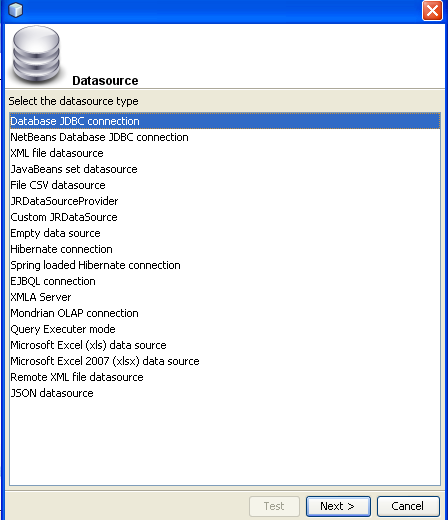 Datasource
Select the datasource type
Database JDBC connection
NetBeans Database JDBC connection
XML file datasource
JavaBeans set datasource
File CSV datasource
JRDataSourceProvider
Custom JRDataSource
Empty data source
Hibernate connection
Spring loaded Hibernate connection
EJBQL connection
XMLA Server
Mondrian OLAP connection
Query Executer mode
Microsoft Excel (xls) data source
Microsoft Excel 2007 (xlsx) data source
Remote XML file datasource
JSON datasource
Test Next > Cancel